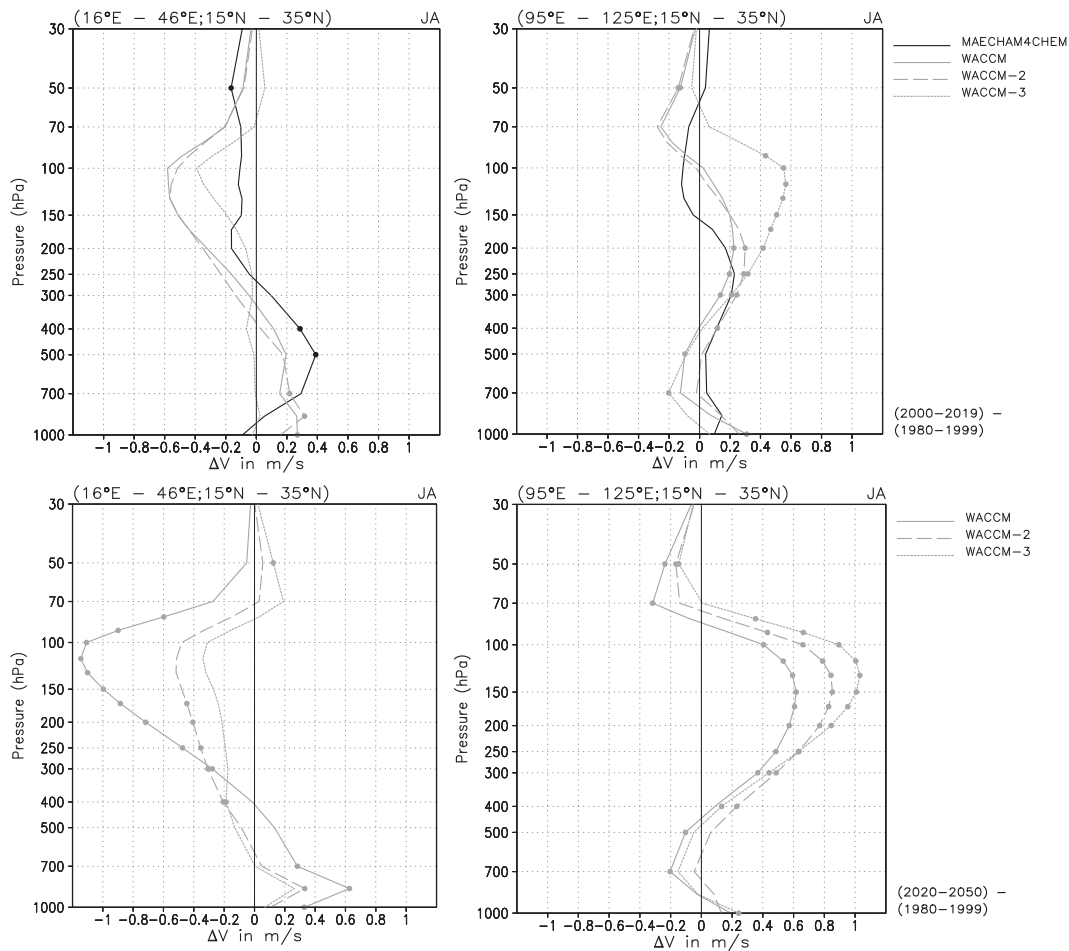 (16°E − 46°E;15°N − 35°N) JA
30
50
70
100
150
200
250
300
400
500
700
1000
Pressure (hPa)
−1 −0.8−0.6−0.4−0.2 0 0.2 0.4 0.6 0.8 1
ΔV in m/s
(95°E − 125°E;15°N − 35°N) JA
30
50
70
100
150
200
250
300
400
500
700
1000
Pressure (hPa)
−1 −0.8−0.6−0.4−0.2 0 0.2 0.4 0.6 0.8 1
ΔV in m/s
MAECHAM4CHEM
WACCM
WACCM−2
WACCM−3
(2000−2019) −
(1980−1999)
(16°E − 46°E;15°N − 35°N) JA
30
50
70
100
150
200
250
300
400
500
700
1000
Pressure (hPa)
−1 −0.8−0.6−0.4−0.2 0 0.2 0.4 0.6 0.8 1
ΔV in m/s
(95°E − 125°E;15°N − 35°N) JA
30
50
70
100
150
200
250
300
400
500
700
1000
Pressure (hPa)
−1 −0.8−0.6−0.4−0.2 0 0.2 0.4 0.6 0.8 1
ΔV in m/s
WACCM
WACCM−2
WACCM−3
(2020−2050) −
(1980−1999)